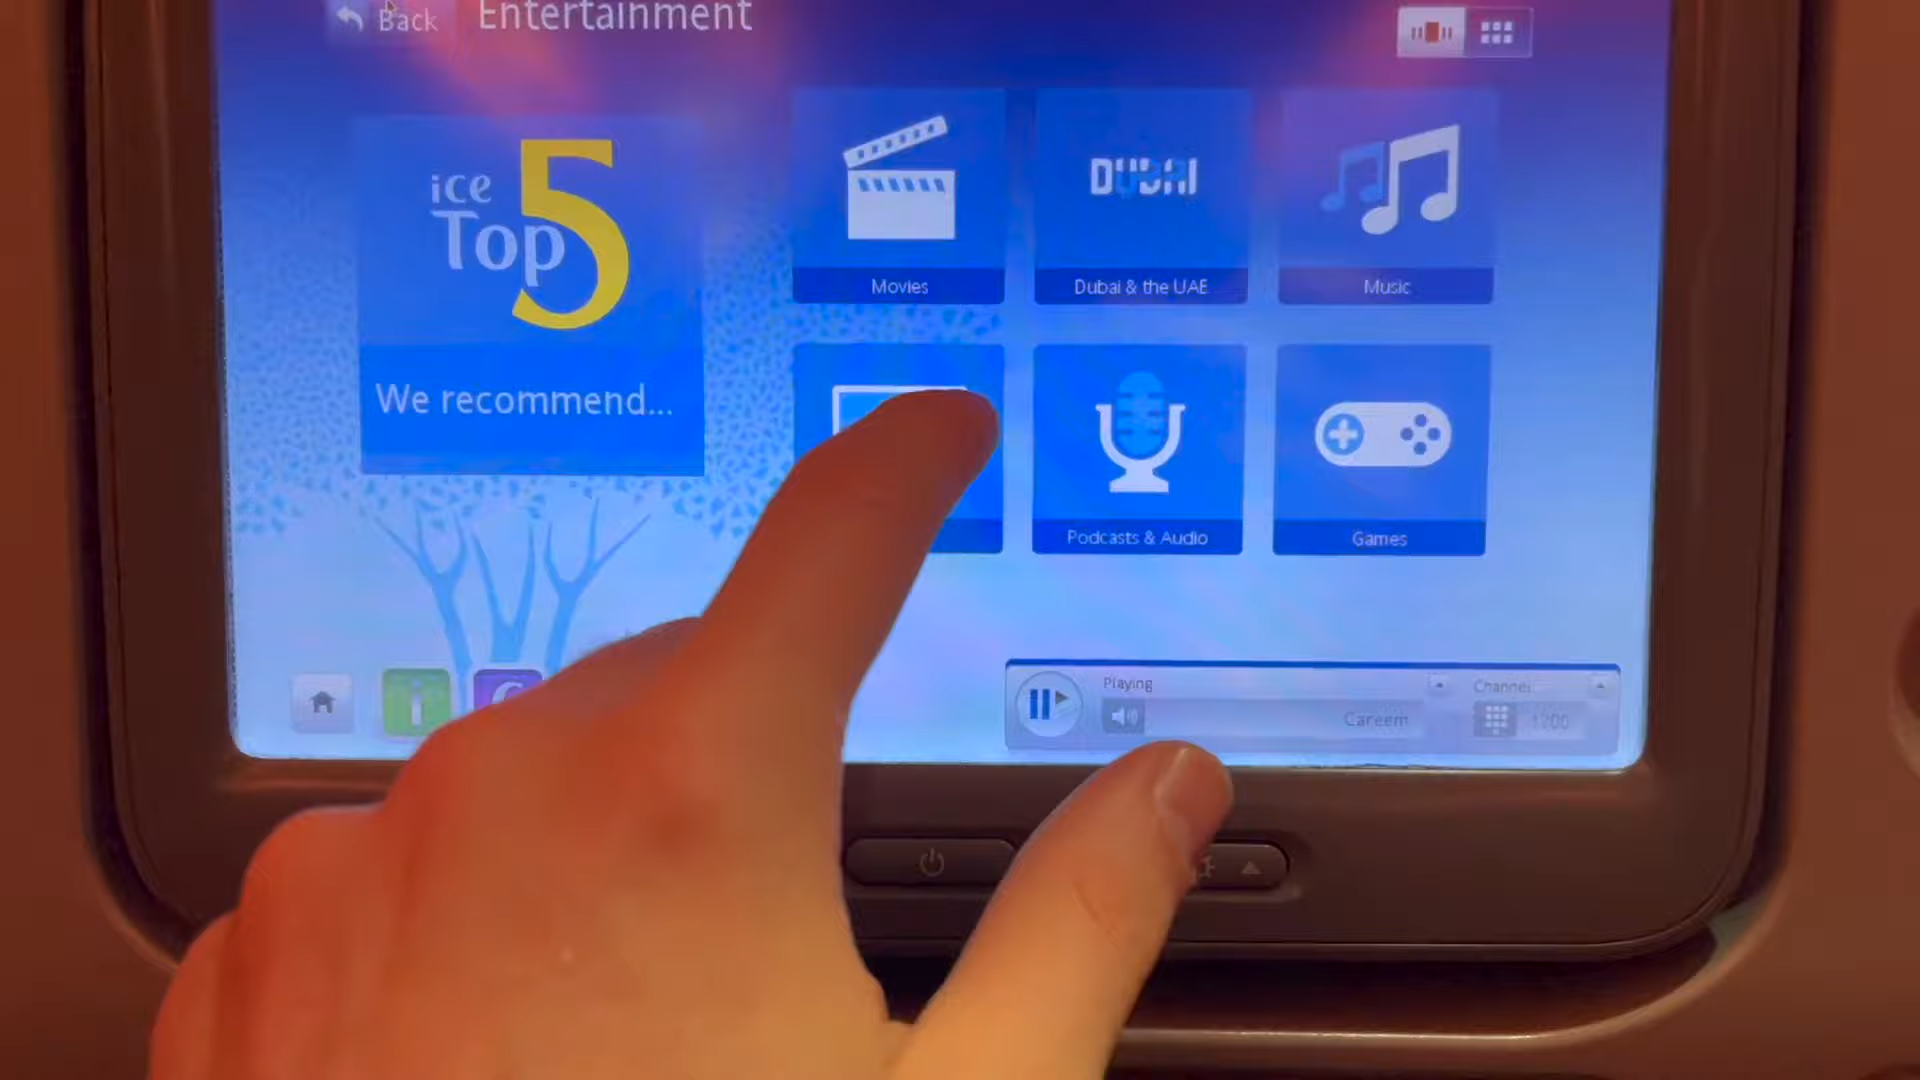 Back
Entertainment
ice
Top 5
We recommend...
Movies
DUBAI
Dubai & the UAE
Music
Podcasts & Audio
Games
i
Playing
Channel
Careem
1200